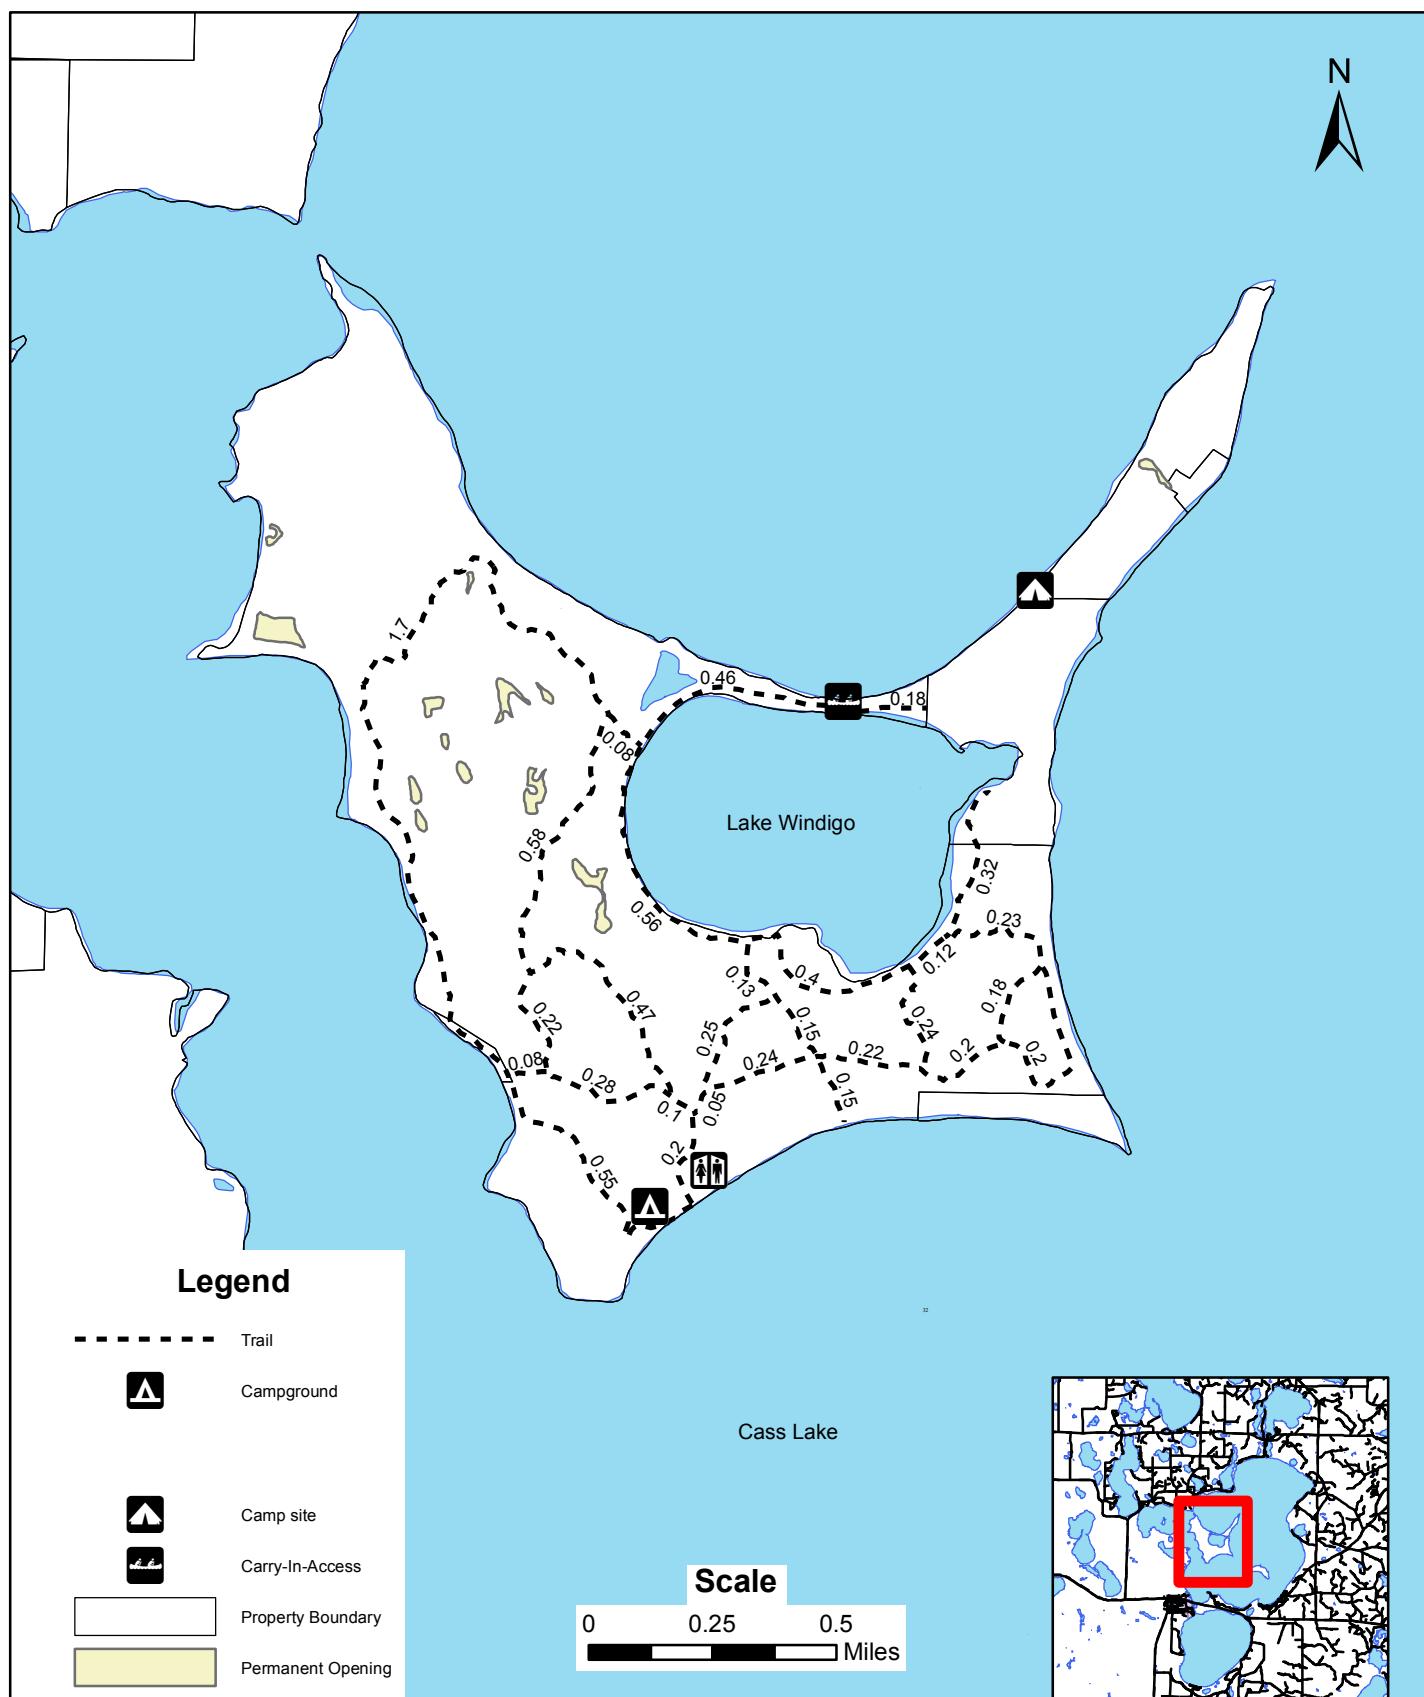 N
1.7
0.46
0.18
0.08
Lake Windigo
0.58
0.32
0.56
0.23
0.12
0.4
0.13
0.18
0.47
0.22
0.15
0.24
0.25
0.22
0.2
0.2
0.08
0.24
0.28
0.15
0.1
0.05
0.2
0.55
Legend
Trail
Campground
Camp site
Carry-In-Access
Property Boundary
Permanent Opening
32
Cass Lake
Scale
0 0.25 0.5
Miles